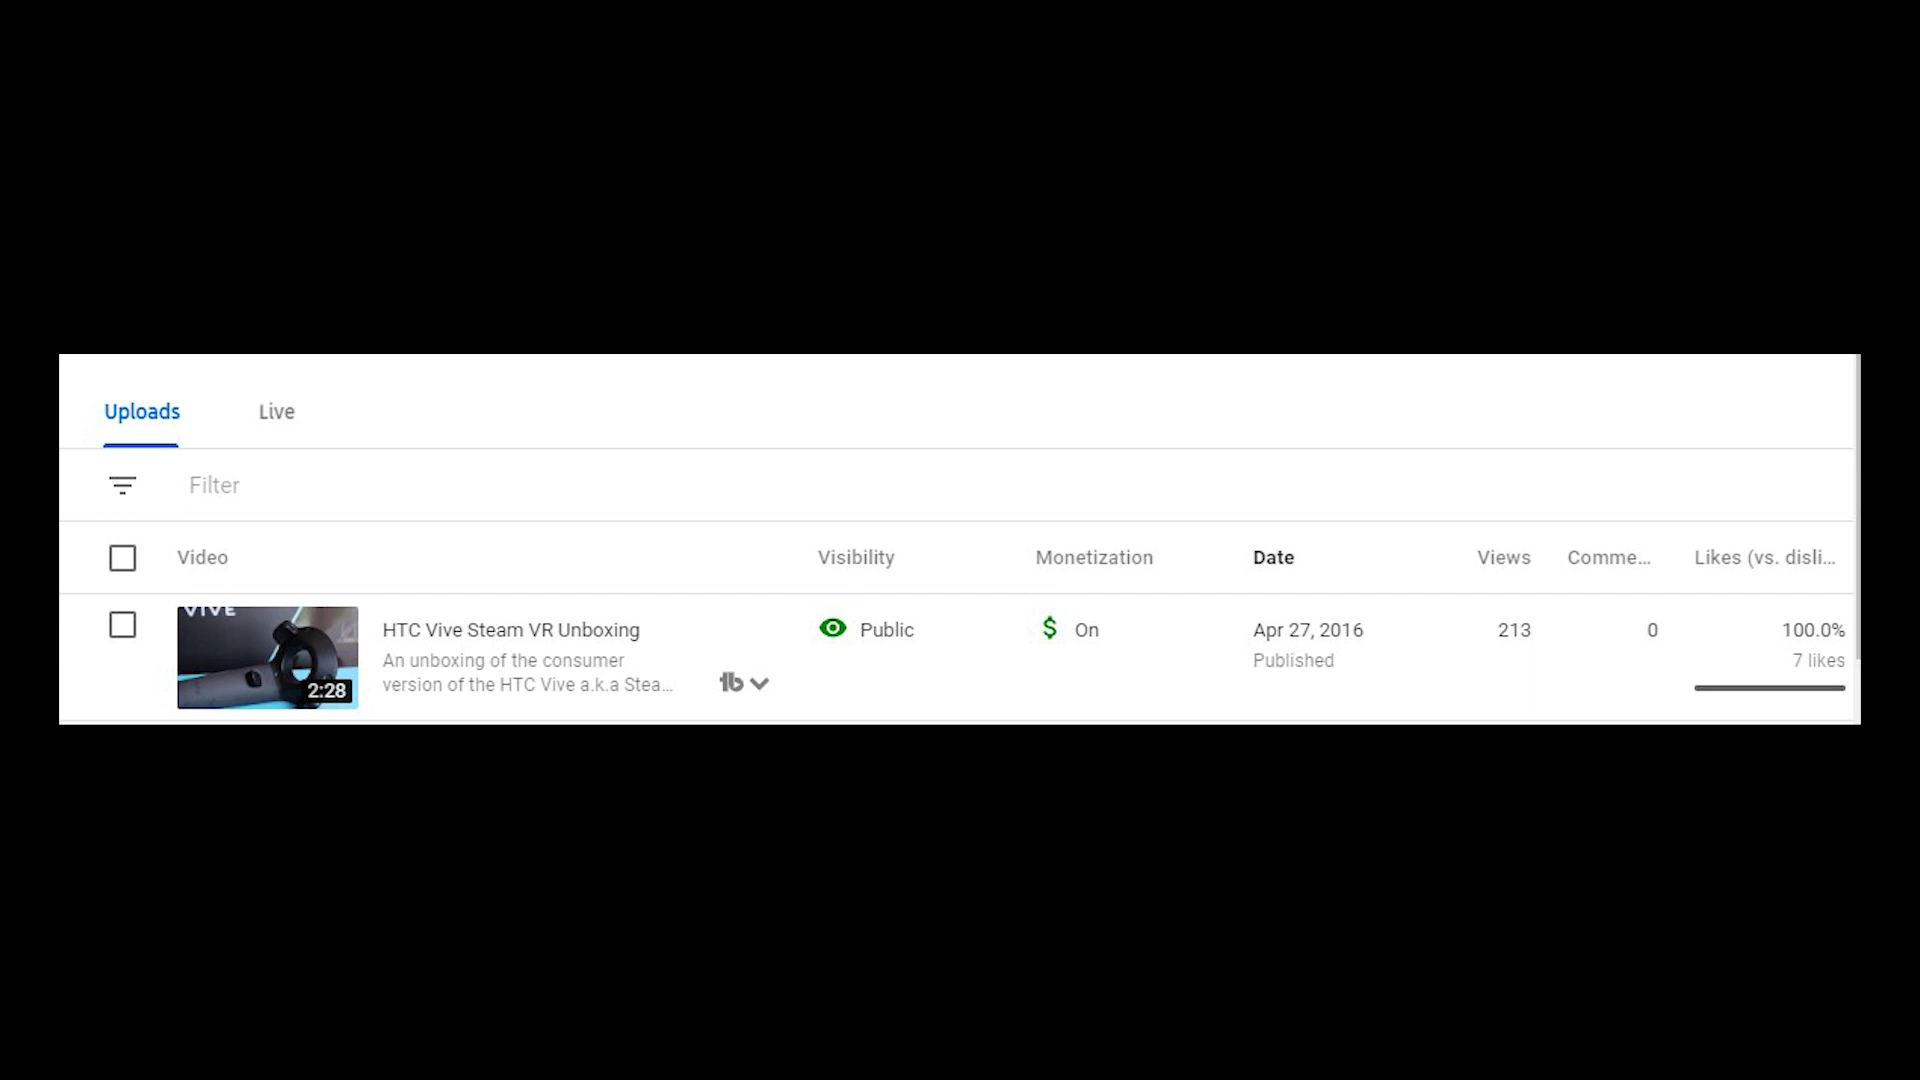 Uploads Live
Filter
Video Visibility Monetization Date Views Comme... Likes (vs. disli...
VIVE
2:28
HTC Vive Steam VR Unboxing
An unboxing of the consumer
version of the HTC Vive a.k.a Stea...
tb
Public
$ On
Apr 27, 2016
Published
213
0
100.0%
7 likes